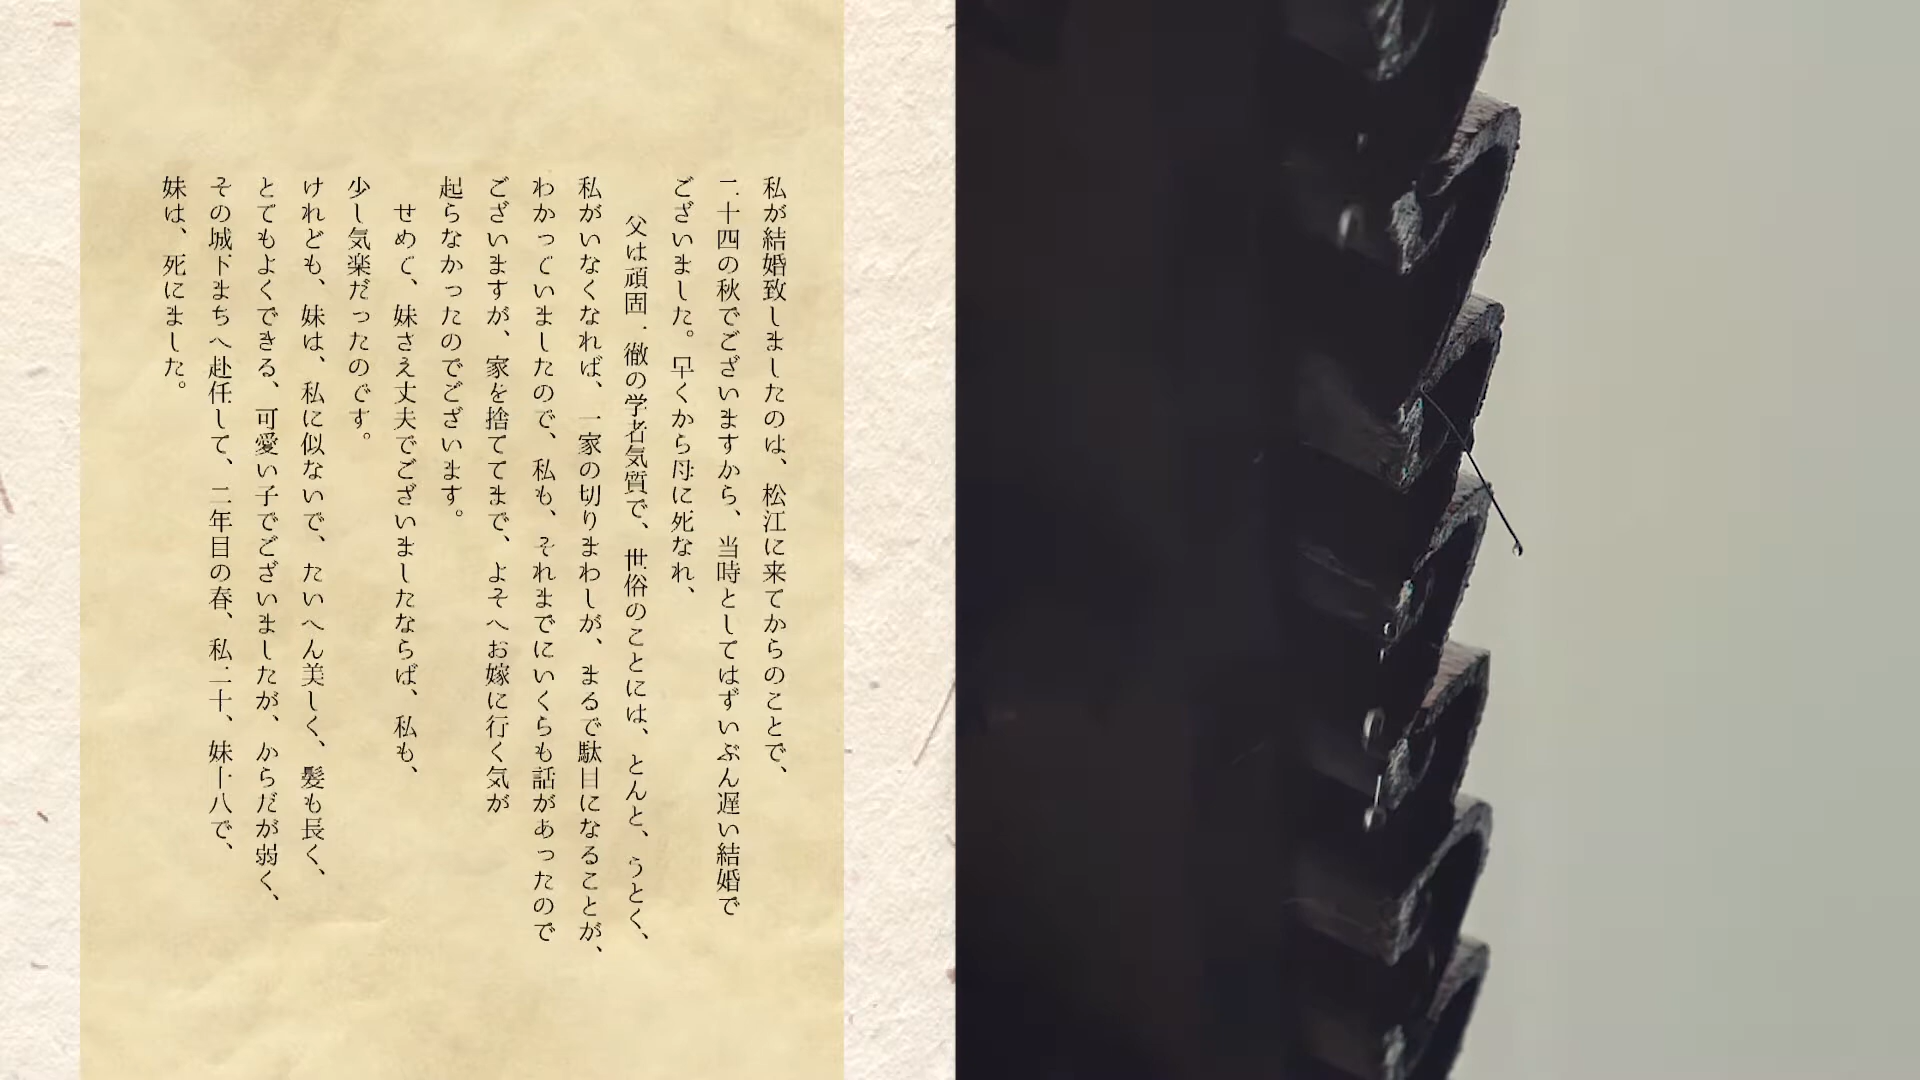 私が結婚致しましたのは、松江に来てからのことで、
二十四の秋でございますから、当時としてはずいぶん遅い結婚で
ございました。早くから母に死なれ、
父は頑固一徹の学者気質で、世俗のことには、とんと、うとく、
私がいなくなれば、一家の切りまわしが、まるで駄目になることが、
わかっていましたので、私も、それまでにいくらも話があったので
ございますが、家を捨ててまで、よそへお嫁に行く気が
起らなかったのでございます。
せめて、妹さえ丈夫でございましたならば、私も、
少し気楽だったのです。
けれども、妹は、私に似ないで、たいへん美しく、髪も長く、
とてもよくできる、可愛い子でございましたが、からだが弱く、
その城下まちへ赴任して、二年目の春、私二十、妹十八で、
妹は、死にました。